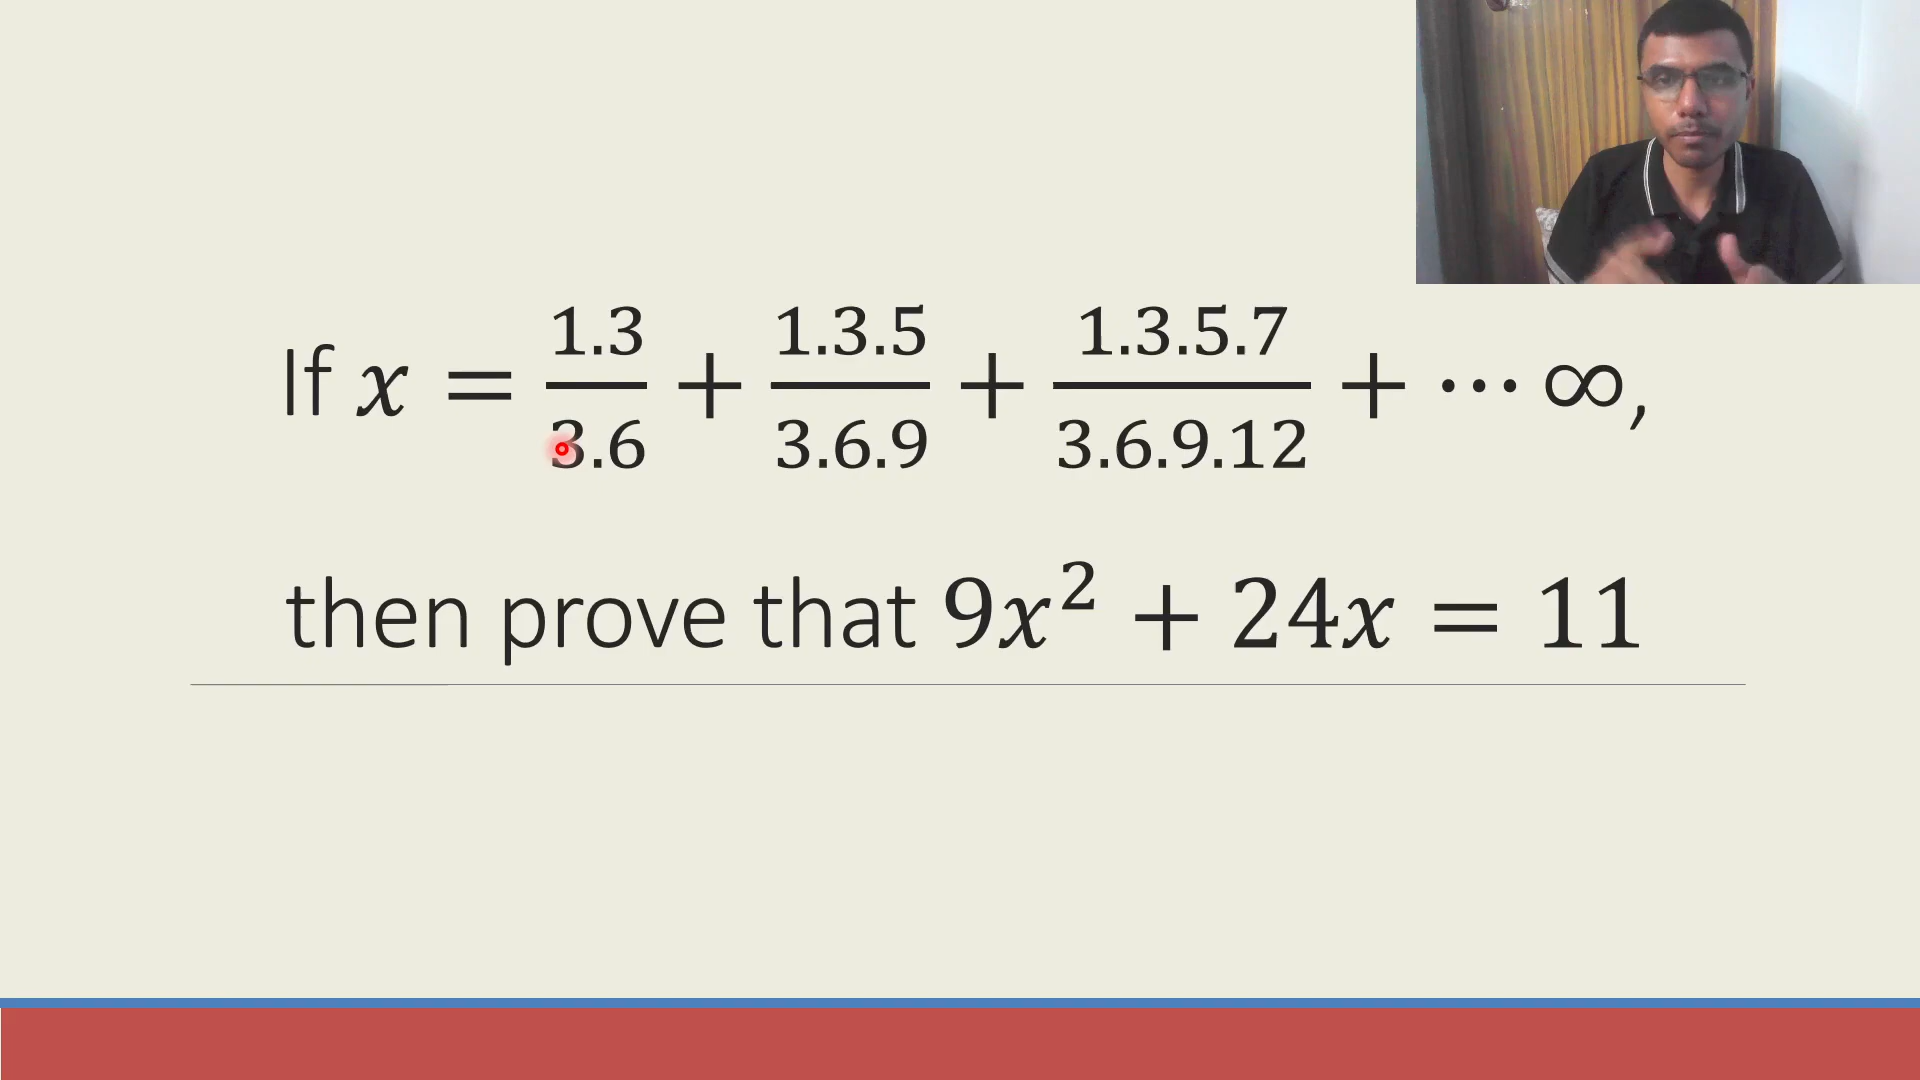 If x = 1.3/3.6 + 1.3.5/3.6.9 + 1.3.5.7/3.6.9.12 + ⋯ ∞,
then prove that 9x² + 24x = 11